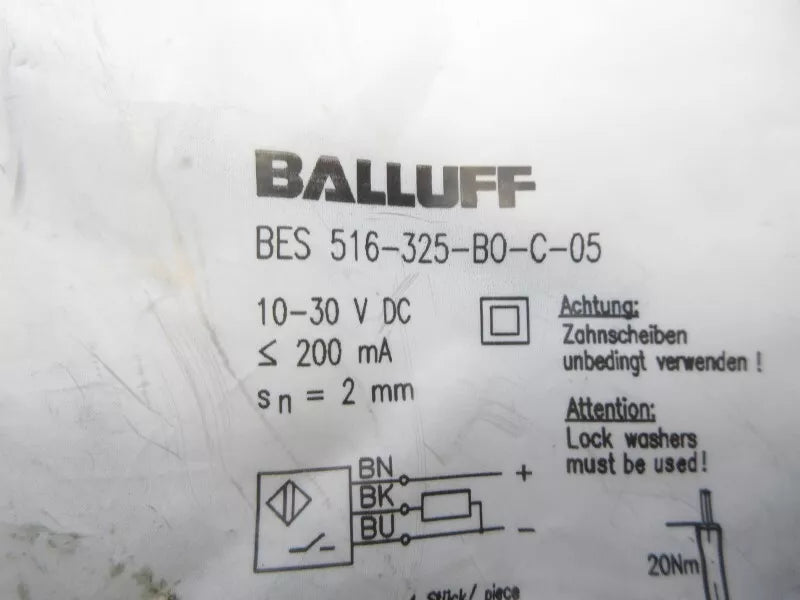 BALLUFF
BES 516-325-BO-C-05
10-30 V DC
≤ 200 mA
sn = 2 mm
Achtung:
Zahnscheiben
unbedingt verwenden !
Attention:
Lock washers
must be used!
BN +
BK
BU -
20Nm
Stück/ piece